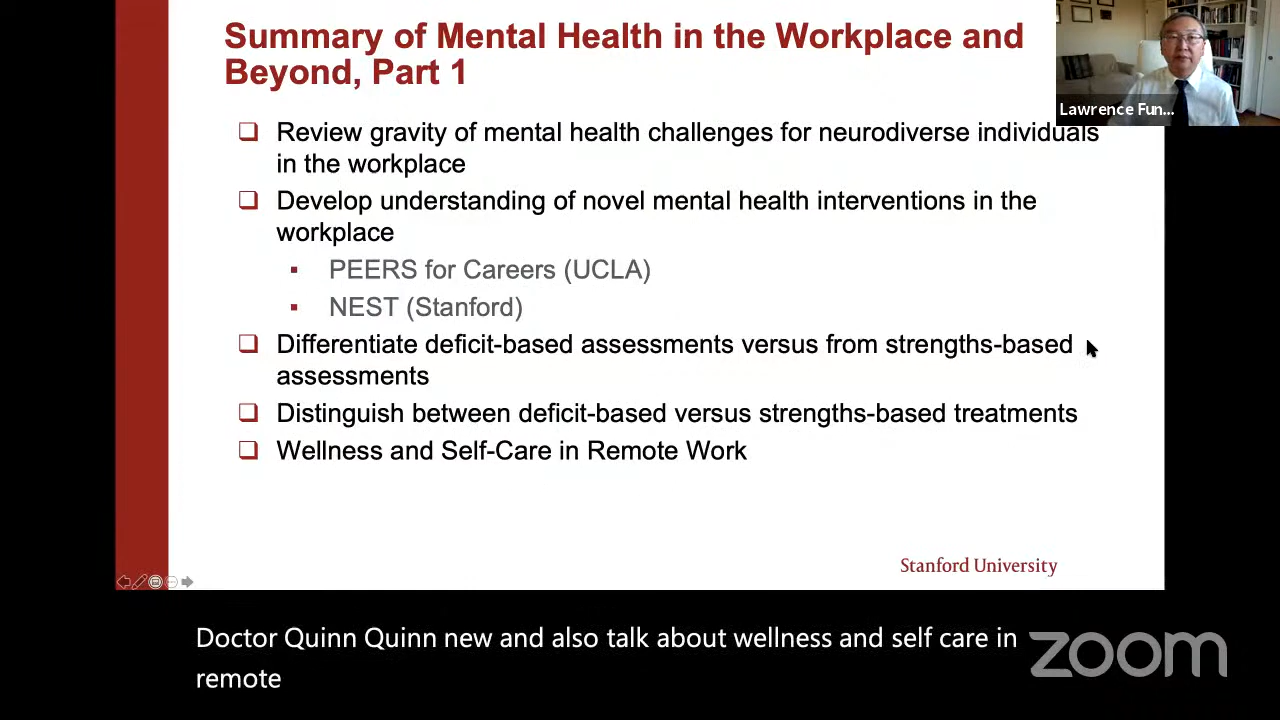 Summary of Mental Health in the Workplace and
Beyond, Part 1
Lawrence Fun...
Review gravity of mental health challenges for neurodiverse individuals
in the workplace
Develop understanding of novel mental health interventions in the
workplace
PEERS for Careers (UCLA)
NEST (Stanford)
Differentiate deficit-based assessments versus from strengths-based
assessments
Distinguish between deficit-based versus strengths-based treatments
Wellness and Self-Care in Remote Work
Stanford University
Doctor Quinn Quinn new and also talk about wellness and self care in
remote
zoom